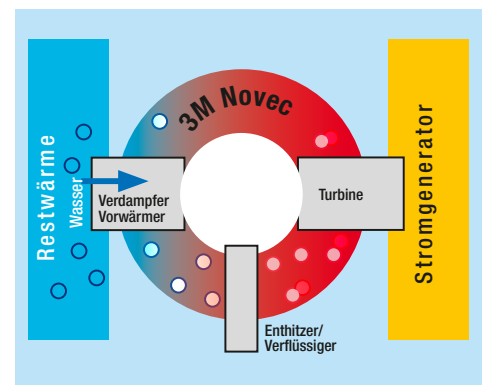 3M Novec
Restwärme
Wasser
Verdampfer
Vorwärmer
Turbine
Stromgenerator
Enthitzer/
Verflüssiger